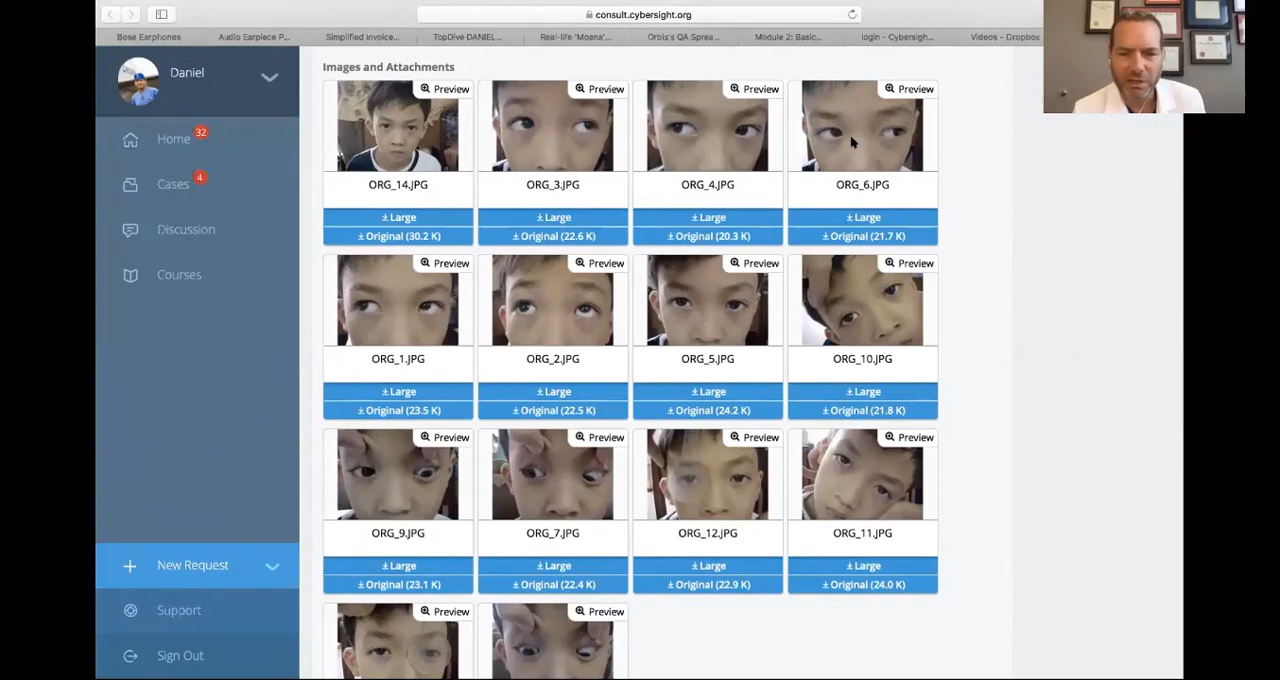 consult.cybersight.org
Bose Earphones
Audio Earpiece P...
Simplified Invoice...
TopDive DANIEL...
Real-life 'Moana'...
Orbis's QA Sprea...
Module 2: Basic...
login - Cybersigh...
Videos - Dropbox
Daniel
Home 32
Cases 4
Discussion
Courses
New Request
Support
Sign Out
Images and Attachments
Preview
Preview
Preview
Preview
ORG_14.JPG
ORG_3.JPG
ORG_4.JPG
ORG_6.JPG
Large
Large
Large
Large
Original (30.2 K)
Original (22.6 K)
Original (20.3 K)
Original (21.7 K)
Preview
Preview
Preview
Preview
ORG_1.JPG
ORG_2.JPG
ORG_5.JPG
ORG_10.JPG
Large
Large
Large
Large
Original (23.5 K)
Original (22.5 K)
Original (24.2 K)
Original (21.8 K)
Preview
Preview
Preview
Preview
ORG_9.JPG
ORG_7.JPG
ORG_12.JPG
ORG_11.JPG
Large
Large
Large
Large
Original (23.1 K)
Original (22.4 K)
Original (22.9 K)
Original (24.0 K)
Preview
Preview